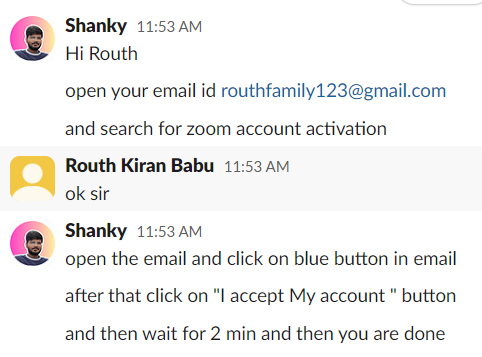 Shanky 11:53 AM
Hi Routh
open your email id routhfamily123@gmail.com
and search for zoom account activation
Routh Kiran Babu 11:53 AM
ok sir
Shanky 11:53 AM
open the email and click on blue button in email
after that click on "I accept My account " button
and then wait for 2 min and then you are done